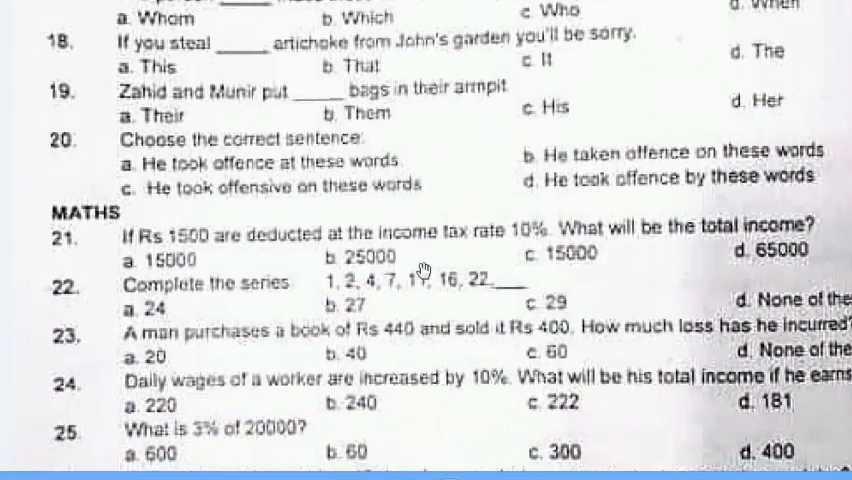 a. Whom b. Which c. Who d. When
18. If you steal _____ artichoke from John's garden you'll be sorry.
a. This b. That c. It d. The
19. Zahid and Munir put _____ bags in their armpit
a. Their b. Them c. His d. Her
20. Choose the correct sentence:
a. He took offence at these words b. He taken offence on these words
c. He took offensive on these words d. He took offence by these words
MATHS
21. If Rs 1500 are deducted at the income tax rate 10%. What will be the total income?
a. 15000 b. 25000 c. 15000 d. 65000
22. Complete the series 1, 2, 4, 7, 11, 16, 22, ___
a. 24 b. 27 c. 29 d. None of the
23. A man purchases a book of Rs 440 and sold it Rs 400. How much loss has he incurred?
a. 20 b. 40 c. 60 d. None of the
24. Daily wages of a worker are increased by 10%. What will be his total income if he earns
a. 220 b. 240 c. 222 d. 181
25. What is 3% of 20000?
a. 600 b. 60 c. 300 d. 400